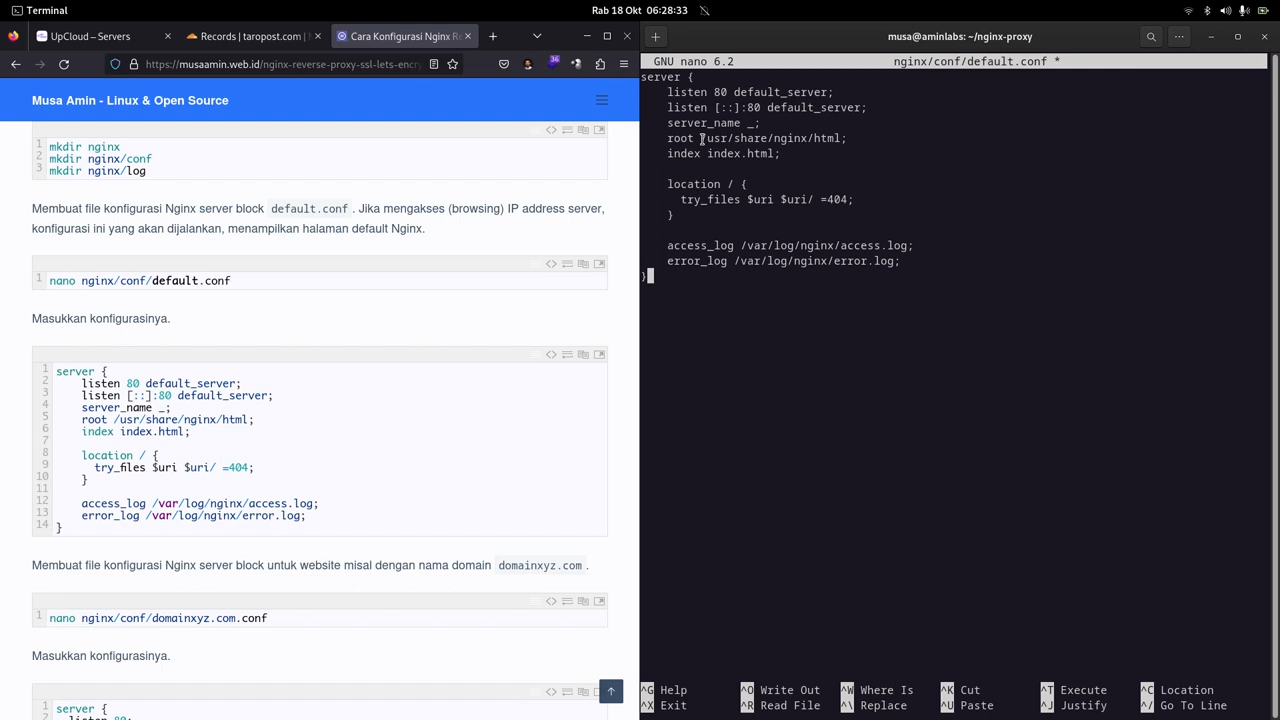 Terminal
Rab 18 Okt 06:28:33
UpCloud – Servers
Records | taropost.com
Cara Konfigurasi Nginx Re
https://musaamin.web.id/nginx-reverse-proxy-ssl-lets-encry
Musa Amin - Linux & Open Source
1 mkdir nginx
2 mkdir nginx/conf
3 mkdir nginx/log
Membuat file konfigurasi Nginx server block default.conf . Jika mengakses (browsing) IP address server,
konfigurasi ini yang akan dijalankan, menampilkan halaman default Nginx.
1 nano nginx/conf/default.conf
Masukkan konfigurasinya.
1 server {
2 listen 80 default_server;
3 listen [::]:80 default_server;
4 server_name _;
5 root /usr/share/nginx/html;
6 index index.html;
7
8 location / {
9 try_files $uri $uri/ =404;
10 }
11
12 access_log /var/log/nginx/access.log;
13 error_log /var/log/nginx/error.log;
14 }
Membuat file konfigurasi Nginx server block untuk website misal dengan nama domain domainxyz.com .
1 nano nginx/conf/domainxyz.com.conf
Masukkan konfigurasinya.
1 server {
musa@aminlabs: ~/nginx-proxy
GNU nano 6.2 nginx/conf/default.conf *
server {
listen 80 default_server;
listen [::]:80 default_server;
server_name _;
root /usr/share/nginx/html;
index index.html;
location / {
try_files $uri $uri/ =404;
}
access_log /var/log/nginx/access.log;
error_log /var/log/nginx/error.log;
}
^G Help ^O Write Out ^W Where Is ^K Cut ^T Execute ^C Location
^X Exit ^R Read File ^\ Replace ^U Paste ^J Justify ^/ Go To Line